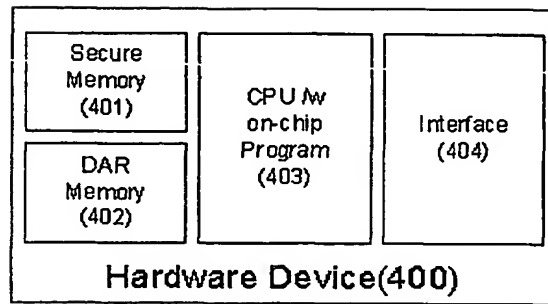 Secure
Memory
(401)
DAR
Memory
(402)
CPU /w
on-chip
Program
(403)
Interface
(404)
Hardware Device(400)